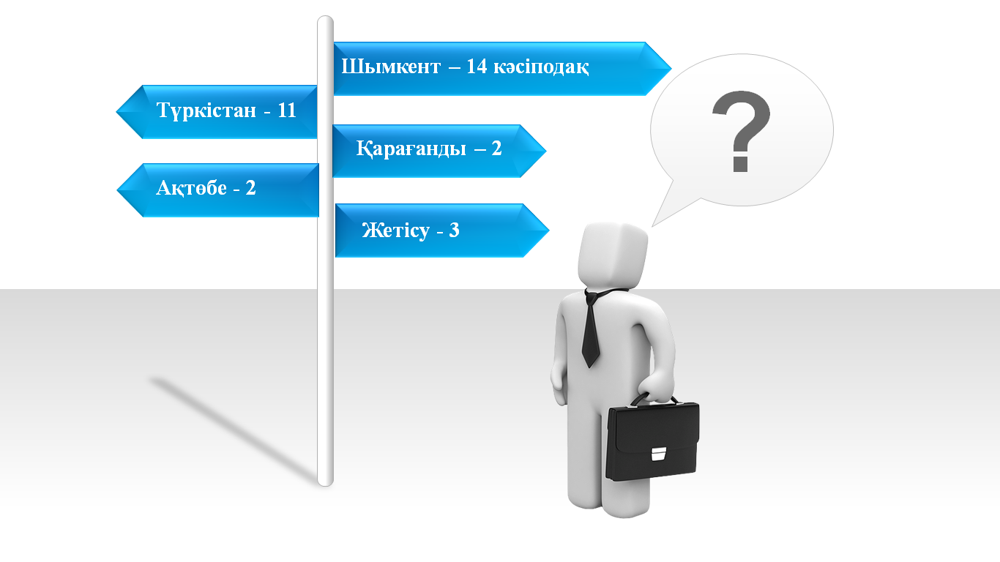 Шымкент – 14 кәсіподақ
Түркістан - 11
Қарағанды – 2
Ақтөбе - 2
Жетісу - 3
?